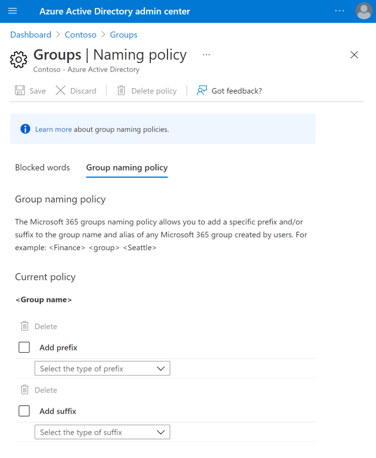 Azure Active Directory admin center
Dashboard > Contoso > Groups
Groups | Naming policy ...
Contoso - Azure Active Directory
Save Discard Delete policy Got feedback?
Learn more about group naming policies.
Blocked words Group naming policy
Group naming policy
The Microsoft 365 groups naming policy allows you to add a specific prefix and/or
suffix to the group name and alias of any Microsoft 365 group created by users. For
example: <Finance> <group> <Seattle>
Current policy
<Group name>
Delete
Add prefix
Select the type of prefix
Delete
Add suffix
Select the type of suffix